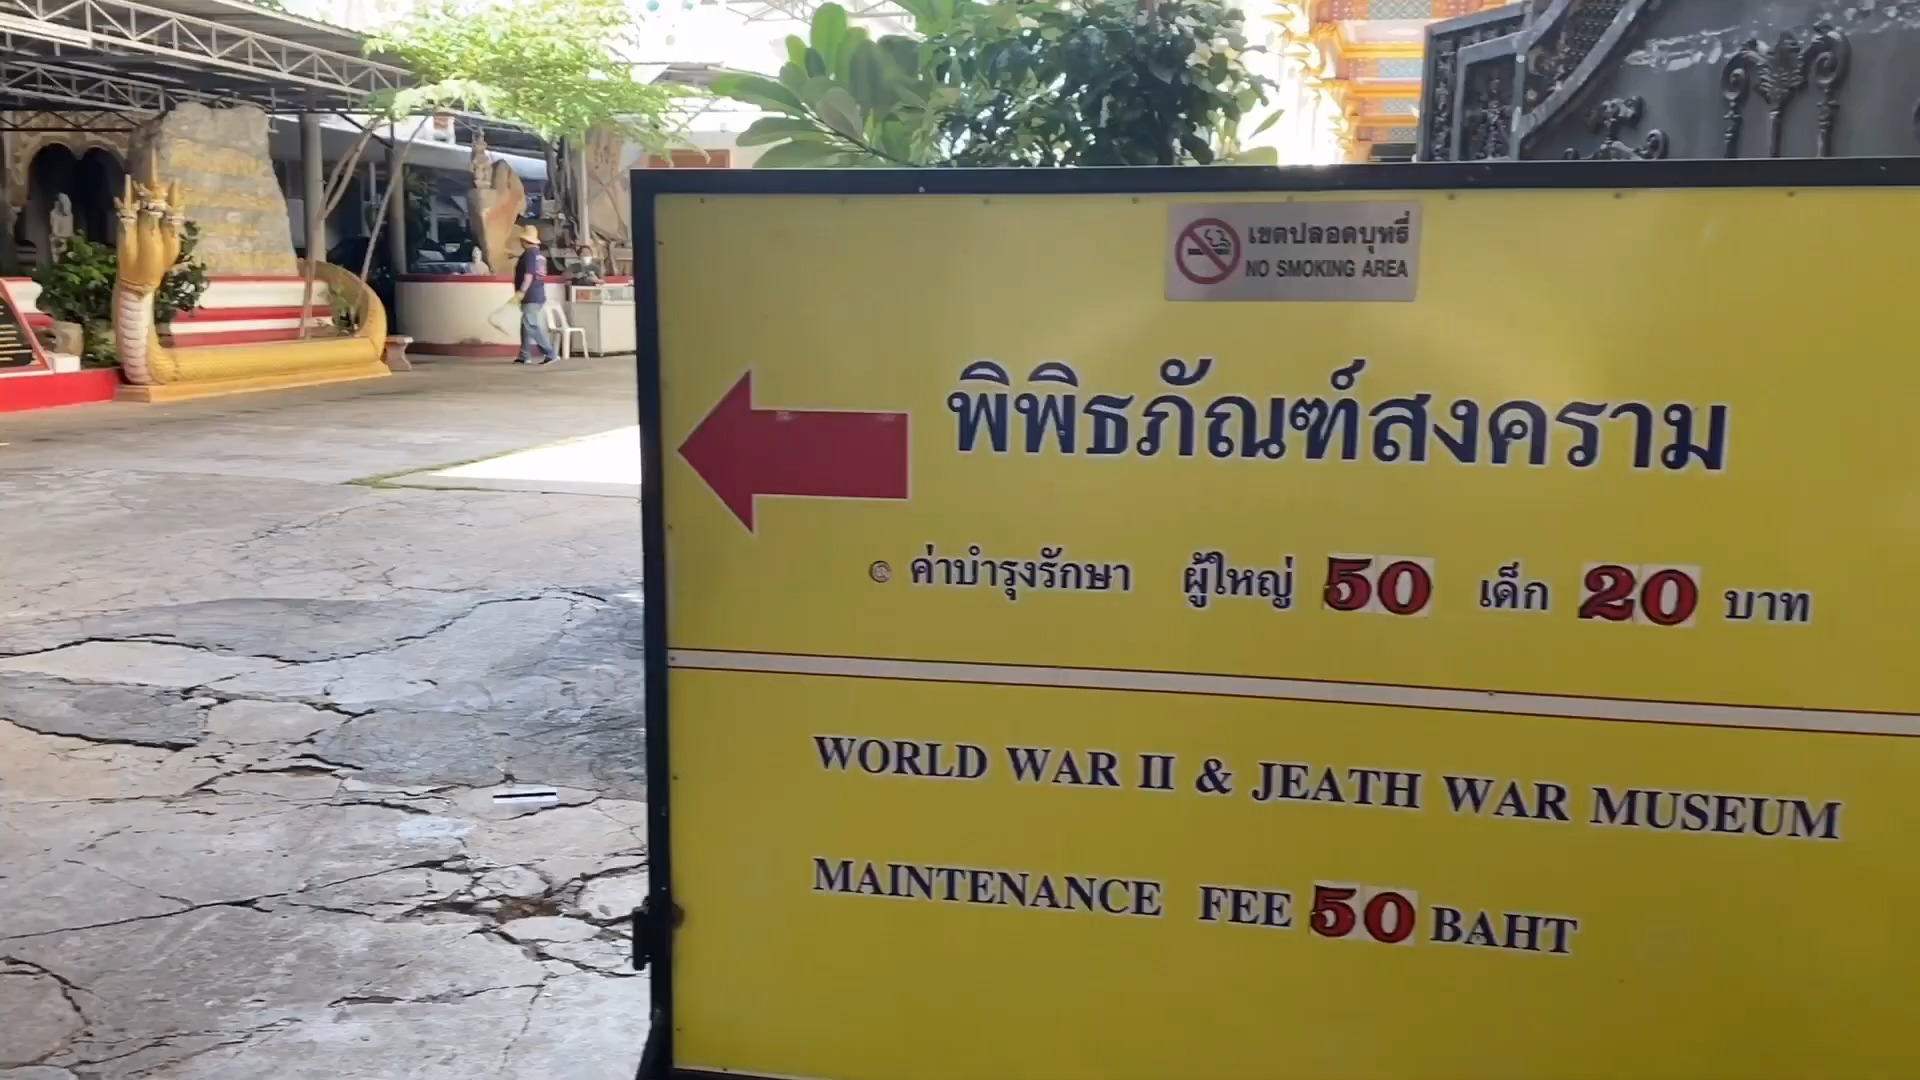 เขตปลอดบุหรี่
NO SMOKING AREA
พิพิธภัณฑ์สงคราม
ค่าบำรุงรักษา ผู้ใหญ่ 50 เด็ก 20 บาท
WORLD WAR II & JEATH WAR MUSEUM
MAINTENANCE FEE 50 BAHT